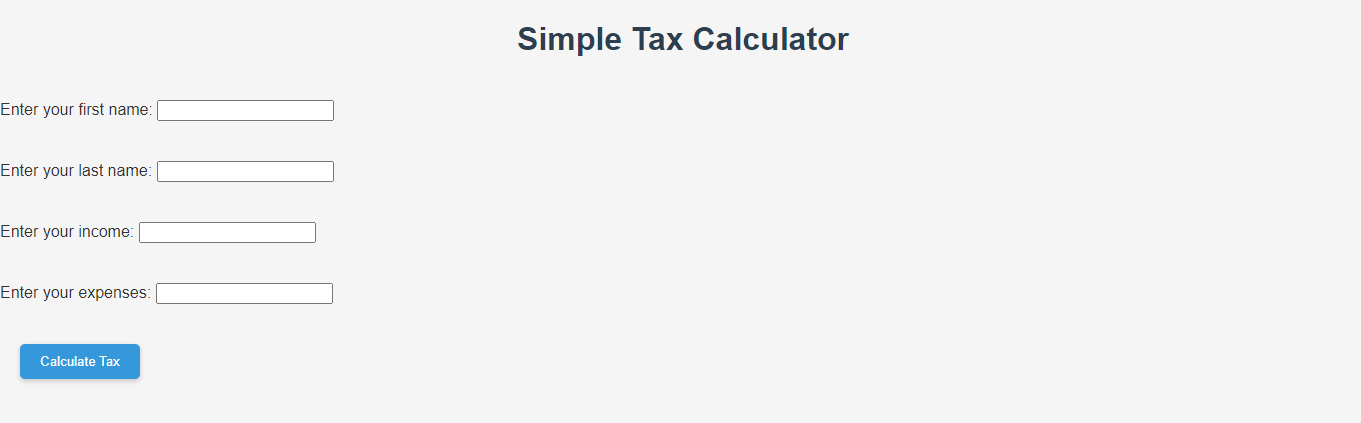 Simple Tax Calculator
Enter your first name:
Enter your last name:
Enter your income:
Enter your expenses:
Calculate Tax